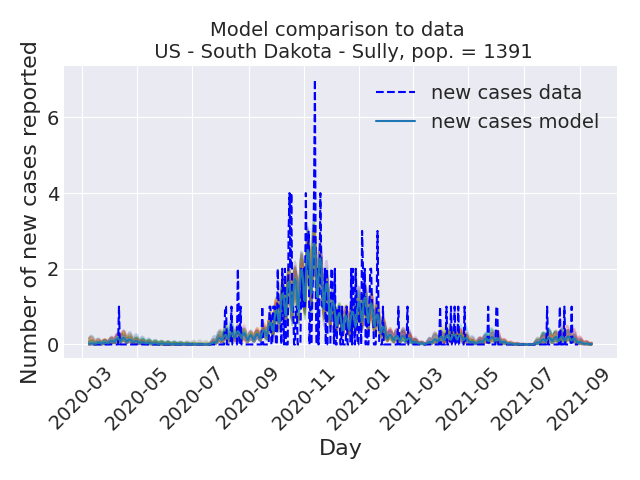 Model comparison to data
US - South Dakota - Sully, pop. = 1391
Number of new cases reported
6
4
2
0
new cases data
new cases model
2020-03
2020-05
2020-07
2020-09
2020-11
2021-01
2021-03
2021-05
2021-07
2021-09
Day